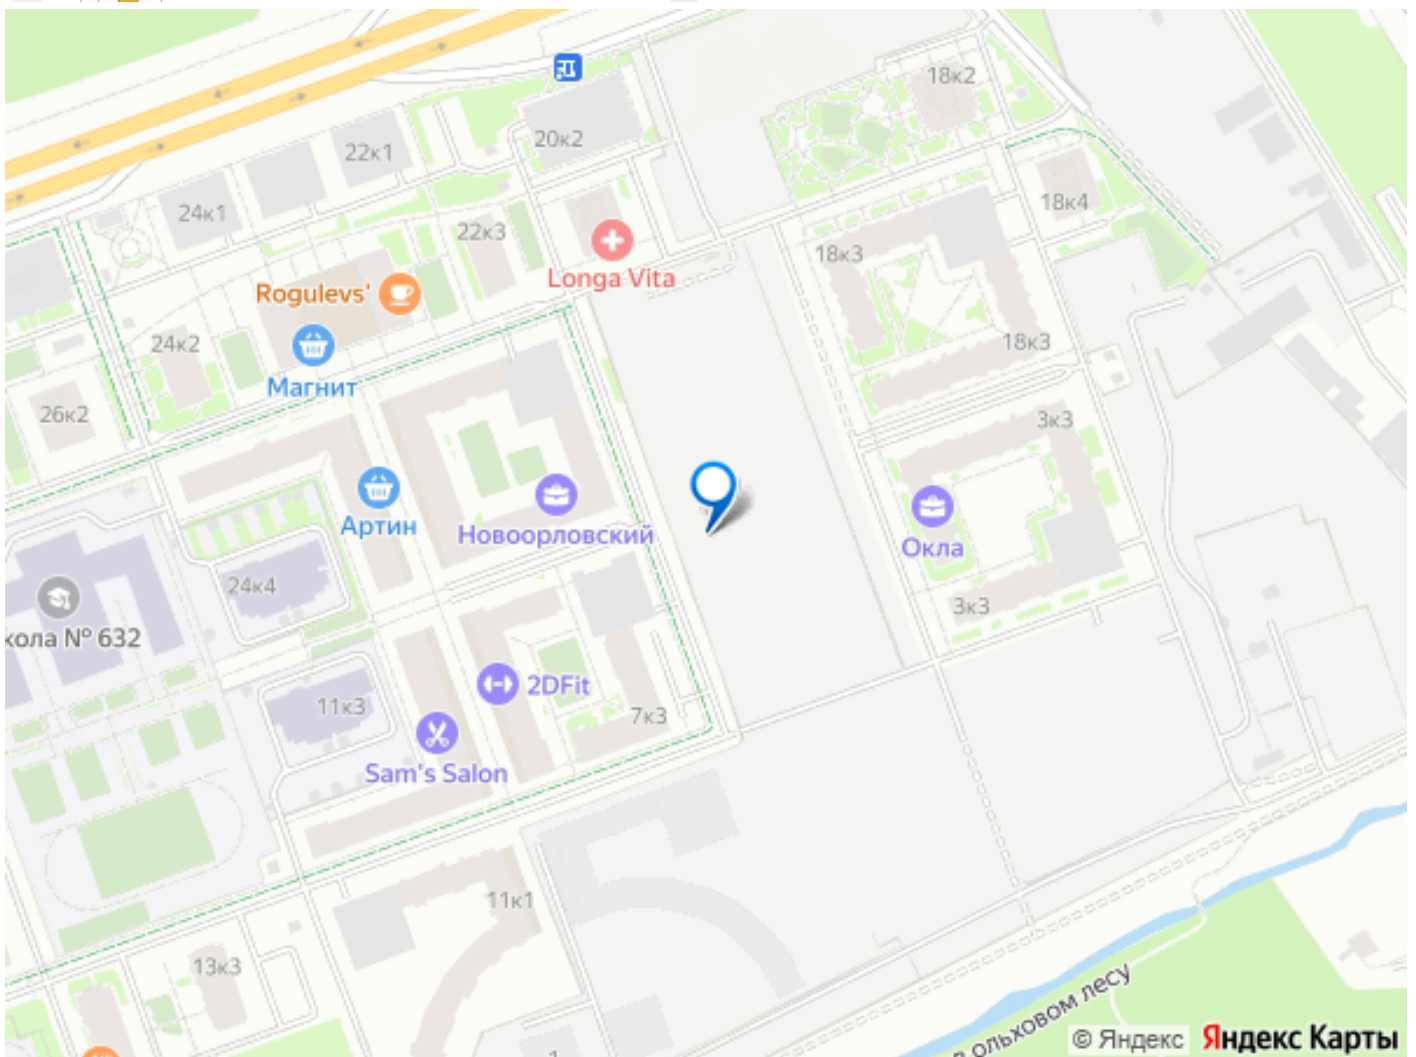 18к2
20к2
22к1
18к4
24к1
22к3
18к3
Longa Vita
Rogulevs'
18к3
24к2
Магнит
26к2
3к3
Артин
Новоорловский
Окла
24к4
3к3
кола № 632
2DFit
11к3
7к3
Sam's Salon
11к1
13к3
ольховом лесу
© Яндекс
Яндекс Карты
1